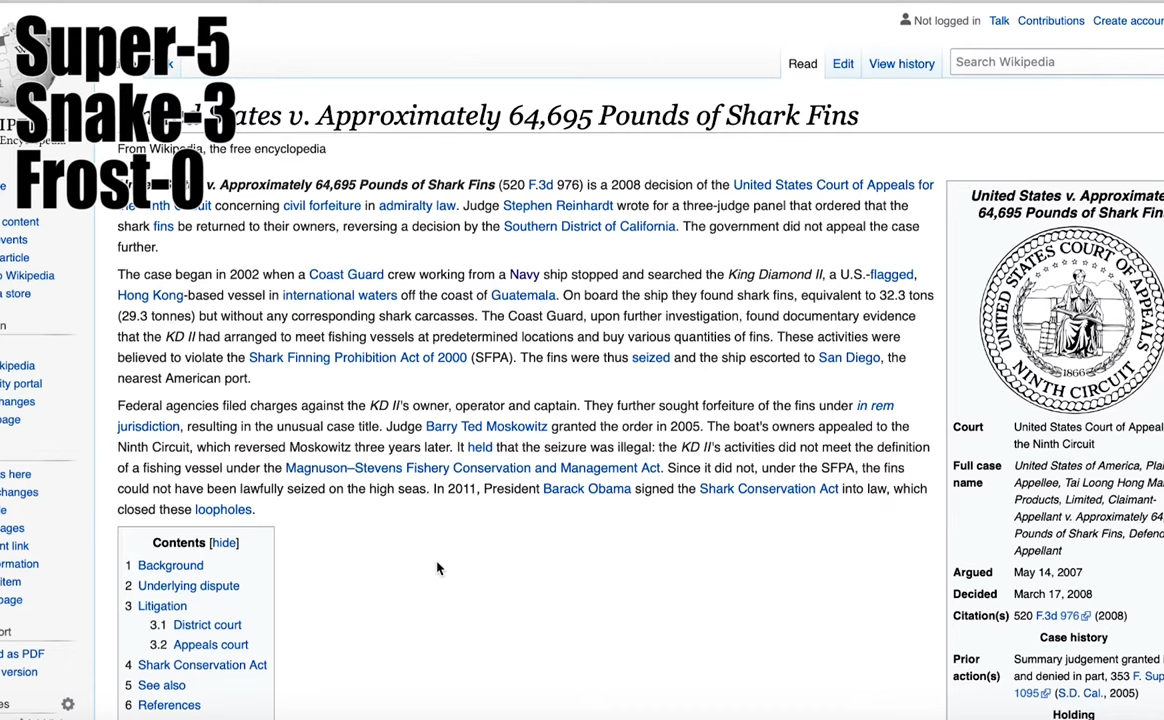 Super-5
Snake-3
Frost-0
Not logged in Talk Contributions Create accour
Read Edit View history Search Wikipedia
ates v. Approximately 64,695 Pounds of Shark Fins
From Wikipedia, the free encyclopedia
v. Approximately 64,695 Pounds of Shark Fins (520 F.3d 976) is a 2008 decision of the United States Court of Appeals for
concerning civil forfeiture in admiralty law. Judge Stephen Reinhardt wrote for a three-judge panel that ordered that the
shark fins be returned to their owners, reversing a decision by the Southern District of California. The government did not appeal the case
further.
The case began in 2002 when a Coast Guard crew working from a Navy ship stopped and searched the King Diamond II, a U.S.-flagged,
Hong Kong-based vessel in international waters off the coast of Guatemala. On board the ship they found shark fins, equivalent to 32.3 tons
(29.3 tonnes) but without any corresponding shark carcasses. The Coast Guard, upon further investigation, found documentary evidence
that the KD II had arranged to meet fishing vessels at predetermined locations and buy various quantities of fins. These activities were
believed to violate the Shark Finning Prohibition Act of 2000 (SFPA). The fins were thus seized and the ship escorted to San Diego, the
nearest American port.
Federal agencies filed charges against the KD II's owner, operator and captain. They further sought forfeiture of the fins under in rem
jurisdiction, resulting in the unusual case title. Judge Barry Ted Moskowitz granted the order in 2005. The boat's owners appealed to the
Ninth Circuit, which reversed Moskowitz three years later. It held that the seizure was illegal: the KD II's activities did not meet the definition
of a fishing vessel under the Magnuson–Stevens Fishery Conservation and Management Act. Since it did not, under the SFPA, the fins
could not have been lawfully seized on the high seas. In 2011, President Barack Obama signed the Shark Conservation Act into law, which
closed these loopholes.
Contents [hide]
1 Background
2 Underlying dispute
3 Litigation
3.1 District court
3.2 Appeals court
4 Shark Conservation Act
5 See also
6 References
content
vents
article
o Wikipedia
a store
n
kipedia
ity portal
hanges
page
s here
changes
e
ages
nt link
ormation
item
page
ort
d as PDF
version
es
United States v. Approximate
64,695 Pounds of Shark Fin
UNITED STATES COURT OF APPEALS
1866
NINTH CIRCUIT
Court United States Court of Appeal
the Ninth Circuit
Full case name United States of America, Plai
Appellee, Tai Loong Hong Ma
Products, Limited, Claimant-
Appellant v. Approximately 64,
Pounds of Shark Fins, Defend
Appellant
Argued May 14, 2007
Decided March 17, 2008
Citation(s) 520 F.3d 976 (2008)
Case history
Prior action(s) Summary judgement granted i
and denied in part, 353 F. Sup
1095 (S.D. Cal., 2005)
Holding